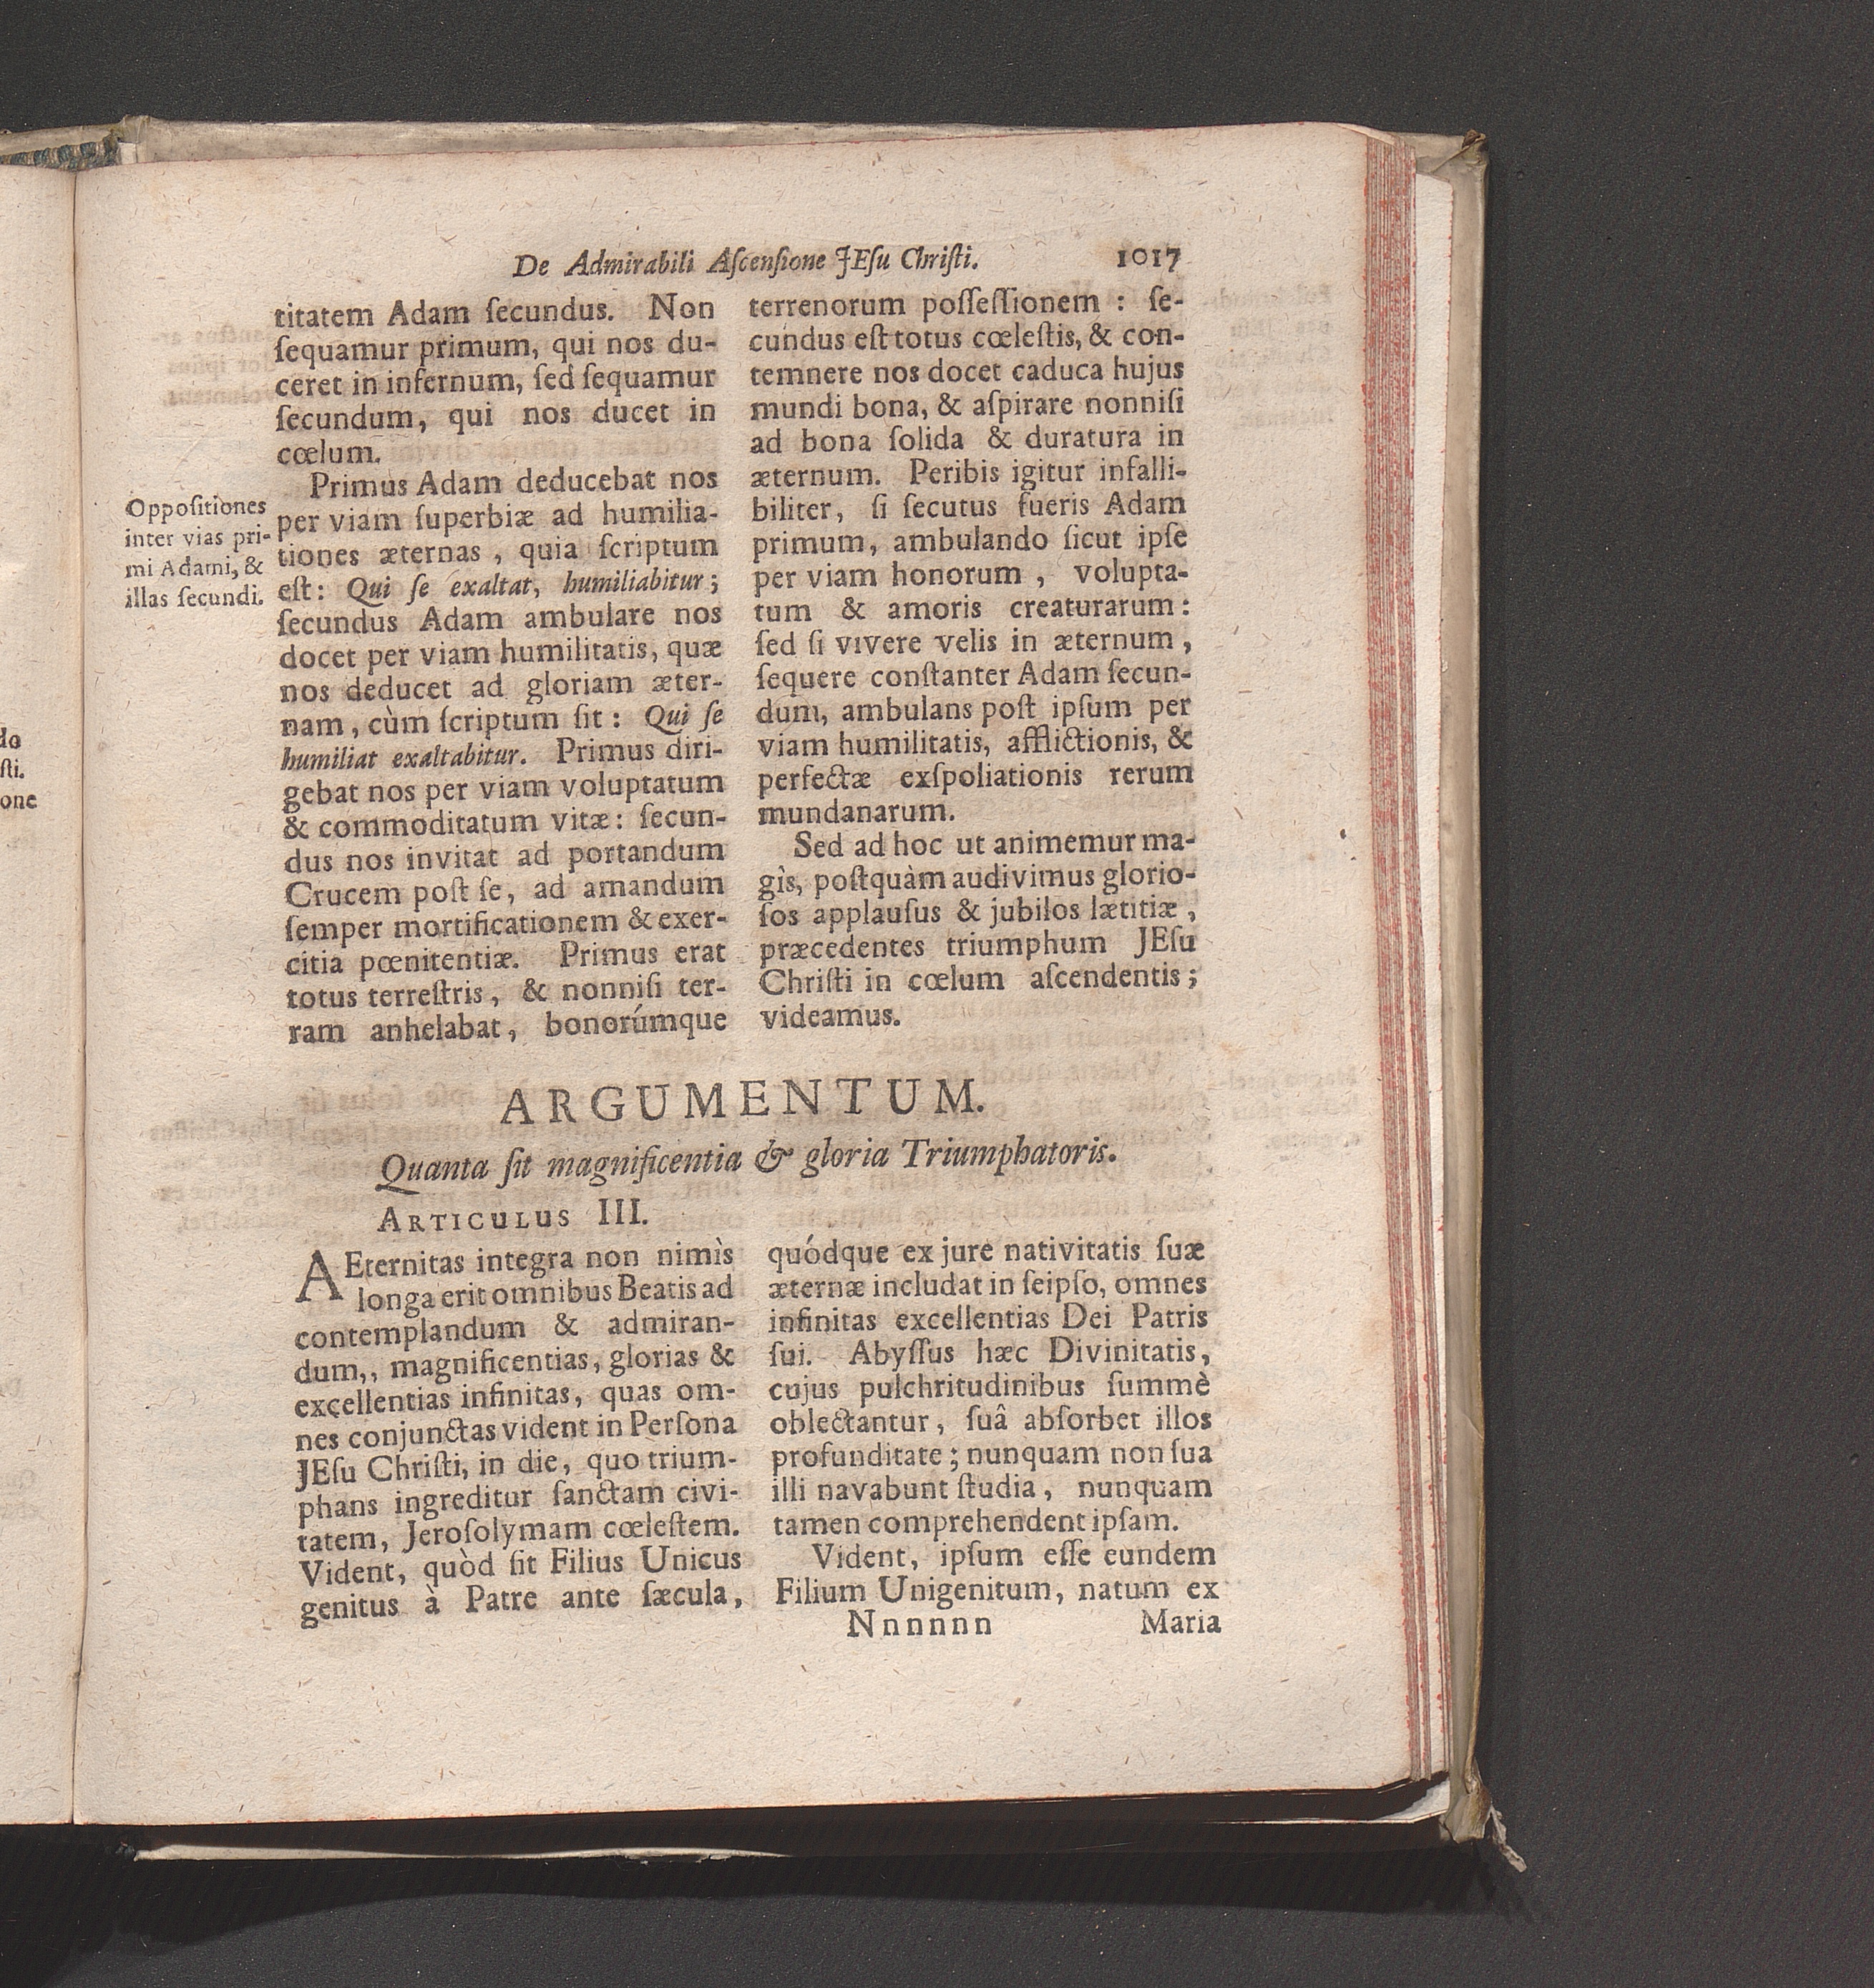 De Admirabili Aſcenſione JEſu Chriſti. 1017
titatem Adam ſecundus. Non
ſequamur primum, qui nos du-
ceret in infernum, ſed ſequamur
ſecundum, qui nos ducet in
cœlum.
Primus Adam deducebat nos
per viam ſuperbiæ ad humilia-
tiones æternas, quia ſcriptum
eſt: Qui ſe exaltat, humiliabitur;
ſecundus Adam ambulare nos
docet per viam humilitatis, quæ
nos deducet ad gloriam æter-
nam, cùm ſcriptum ſit: Qui ſe
humiliat exaltabitur. Primus diri-
gebat nos per viam voluptatum
& commoditatum vitæ: ſecun-
dus nos invitat ad portandum
Crucem poſt ſe, ad amandum
ſemper mortificationem & exer-
citia pœnitentiæ. Primus erat
totus terreſtris, & nonniſi ter-
ram anhelabat, bonorúmque
Oppoſitiones
inter vias pri-
mi Adami, &
illas ſecundi.
terrenorum poſſeſſionem: ſe-
cundus eſt totus cœleſtis, & con-
temnere nos docet caduca hujus
mundi bona, & aſpirare nonniſi
ad bona ſolida & duratura in
æternum. Peribis igitur infalli-
biliter, ſi ſecutus fueris Adam
primum, ambulando ſicut ipſe
per viam honorum, volupta-
tum & amoris creaturarum:
ſed ſi vivere velis in æternum,
ſequere conſtanter Adam ſecun-
dum, ambulans poſt ipſum per
viam humilitatis, afflictionis, &
perfectæ exſpoliationis rerum
mundanarum.
Sed ad hoc ut animemur ma-
gìs, poſtquàm audivimus glorio-
ſos applauſus & jubilos lætitiæ,
præcedentes triumphum JEſu
Chriſti in cœlum aſcendentis;
videamus.
ARGUMENTUM.
Quanta ſit magnificentia & gloria Triumphatoris.
ARTICULUS III.
AEternitas integra non nimìs
longa erit omnibus Beatis ad
contemplandum & admiran-
dum,, magnificentias, glorias &
excellentias infinitas, quas om-
nes conjunctas vident in Perſona
JEſu Chriſti, in die, quo trium-
phans ingreditur ſanctam civi-
tatem, Jeroſolymam cœleſtem.
Vident, quòd ſit Filius Unicus
genitus à Patre ante ſæcula,
quódque ex jure nativitatis ſuæ
æternæ includat in ſeipſo, omnes
infinitas excellentias Dei Patris
ſui. Abyſſus hæc Divinitatis,
cujus pulchritudinibus ſummè
oblectantur, ſuâ abſorbet illos
profunditate; nunquam non ſua
illi navabunt ſtudia, nunquam
tamen comprehendent ipſam.
Vident, ipſum eſſe eundem
Filium Unigenitum, natum ex
Nnnnnn Maria